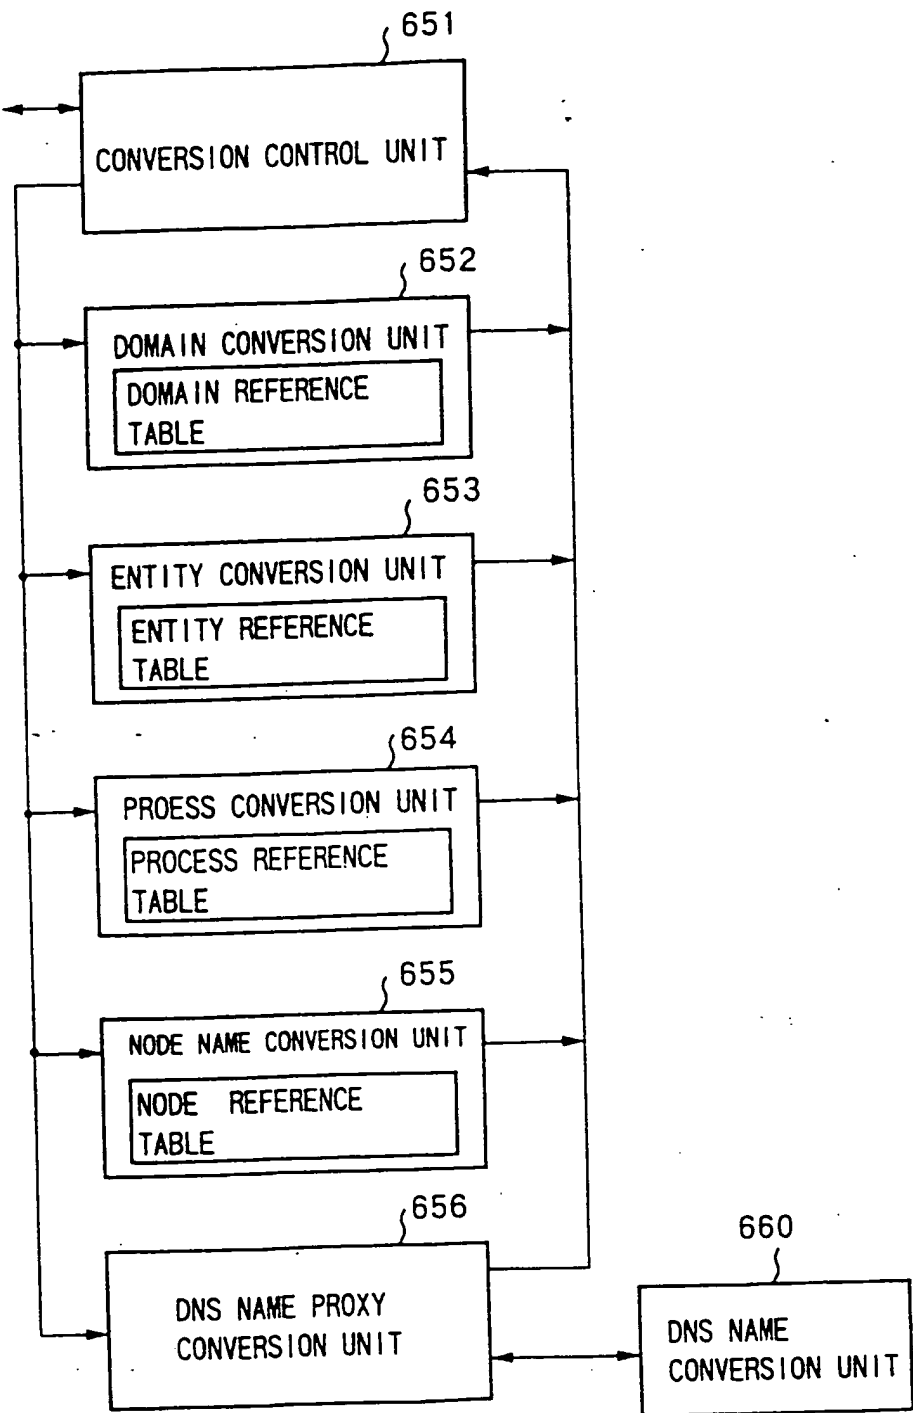 651
CONVERSION CONTROL UNIT
652
DOMAIN CONVERSION UNIT
DOMAIN REFERENCE
TABLE
653
ENTITY CONVERSION UNIT
ENTITY REFERENCE
TABLE
654
PROESS CONVERSION UNIT
PROCESS REFERENCE
TABLE
655
NODE NAME CONVERSION UNIT
NODE REFERENCE
TABLE
656
DNS NAME PROXY
CONVERSION UNIT
660
DNS NAME
CONVERSION UNIT